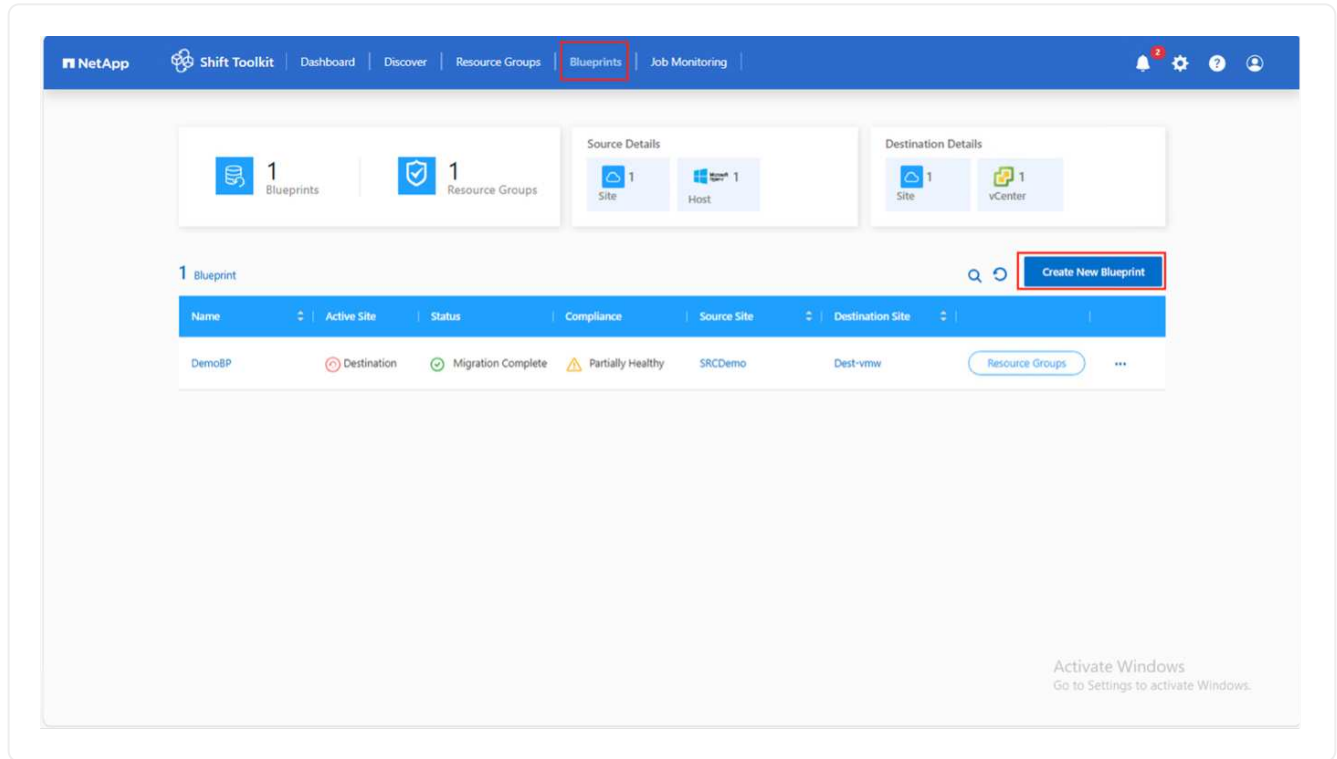 NetApp Shift Toolkit Dashboard Discover Resource Groups Blueprints Job Monitoring 2
Source Details
Destination Details
1
Blueprints
1
Resource Groups
1
Site
1
Host
1
Site
1
vCenter
1 Blueprint
Create New Blueprint
Name Active Site Status Compliance Source Site Destination Site
DemoBP Destination Migration Complete Partially Healthy SRCDemo Dest-vmw Resource Groups ...
Activate Windows
Go to Settings to activate Windows.